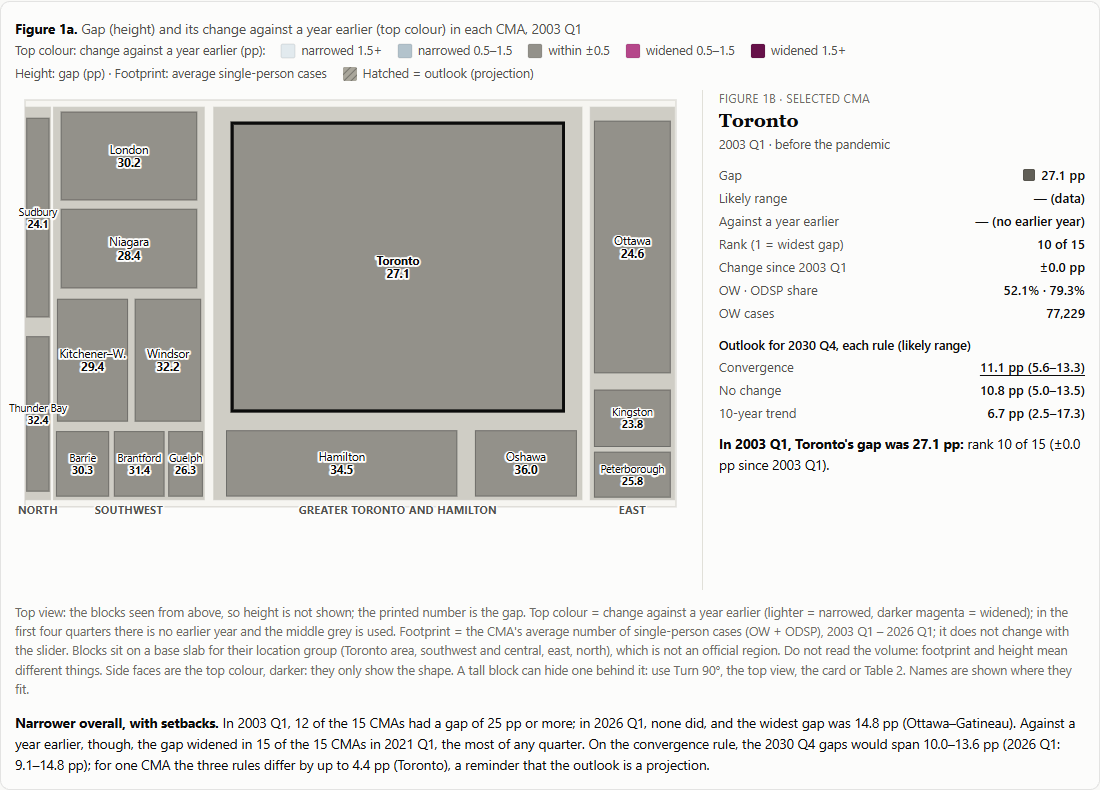 Figure 1a. Gap (height) and its change against a year earlier (top colour) in each CMA, 2003 Q1
Top colour: change against a year earlier (pp): narrowed 1.5+ narrowed 0.5–1.5 within ±0.5 widened 0.5–1.5 widened 1.5+
Height: gap (pp) · Footprint: average single-person cases Hatched = outlook (projection)
London
30.2
Sudbury
24.1
Niagara
28.4
Kitchener–W.
29.4
Windsor
32.2
Thunder Bay
32.4
Barrie
30.3
Brantford
31.4
Guelph
26.3
Toronto
27.1
Hamilton
34.5
Oshawa
36.0
Ottawa
24.6
Kingston
23.8
Peterborough
25.8
NORTH
SOUTHWEST
GREATER TORONTO AND HAMILTON
EAST
FIGURE 1B · SELECTED CMA
Toronto
2003 Q1 · before the pandemic
Gap 27.1 pp
Likely range — (data)
Against a year earlier — (no earlier year)
Rank (1 = widest gap) 10 of 15
Change since 2003 Q1 ±0.0 pp
OW · ODSP share 52.1% · 79.3%
OW cases 77,229
Outlook for 2030 Q4, each rule (likely range)
Convergence 11.1 pp (5.6–13.3)
No change 10.8 pp (5.0–13.5)
10-year trend 6.7 pp (2.5–17.3)
In 2003 Q1, Toronto's gap was 27.1 pp: rank 10 of 15 (±0.0
pp since 2003 Q1).
Top view: the blocks seen from above, so height is not shown; the printed number is the gap. Top colour = change against a year earlier (lighter = narrowed, darker magenta = widened); in the
first four quarters there is no earlier year and the middle grey is used. Footprint = the CMA's average number of single-person cases (OW + ODSP), 2003 Q1 – 2026 Q1; it does not change with
the slider. Blocks sit on a base slab for their location group (Toronto area, southwest and central, east, north), which is not an official region. Do not read the volume: footprint and height mean
different things. Side faces are the top colour, darker: they only show the shape. A tall block can hide one behind it: use Turn 90°, the top view, the card or Table 2. Names are shown where they
fit.
Narrower overall, with setbacks. In 2003 Q1, 12 of the 15 CMAs had a gap of 25 pp or more; in 2026 Q1, none did, and the widest gap was 14.8 pp (Ottawa–Gatineau). Against a
year earlier, though, the gap widened in 15 of the 15 CMAs in 2021 Q1, the most of any quarter. On the convergence rule, the 2030 Q4 gaps would span 10.0–13.6 pp (2026 Q1:
9.1–14.8 pp); for one CMA the three rules differ by up to 4.4 pp (Toronto), a reminder that the outlook is a projection.